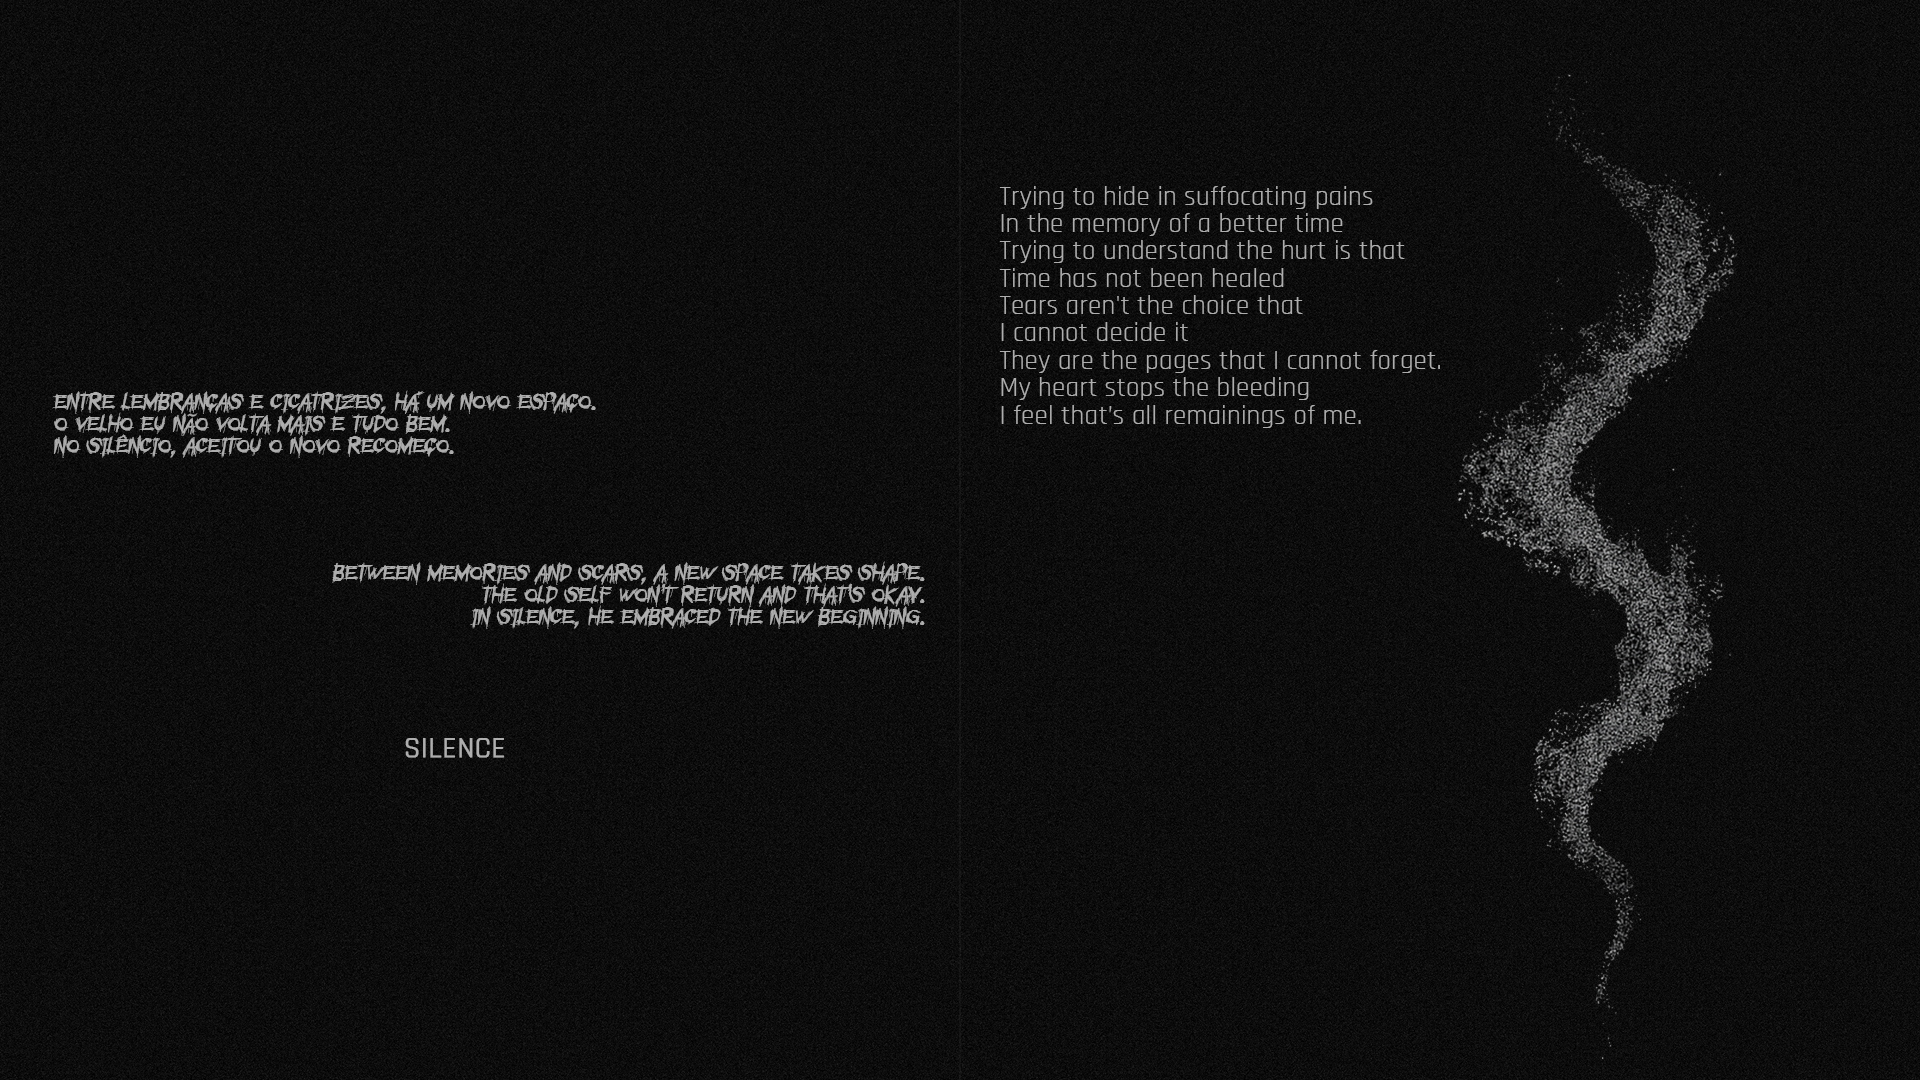 ENTRE LEMBRANÇAS E CICATRIZES, HÁ UM NOVO ESPAÇO.
O VELHO EU NÃO VOLTA MAIS E TUDO BEM.
NO SILÊNCIO, ACEITOU O NOVO RECOMEÇO.
BETWEEN MEMORIES AND SCARS, A NEW SPACE TAKES SHAPE.
THE OLD SELF WON'T RETURN AND THAT'S OKAY.
IN SILENCE, HE EMBRACED THE NEW BEGINNING.
SILENCE
Trying to hide in suffocating pains
In the memory of a better time
Trying to understand the hurt is that
Time has not been healed
Tears aren't the choice that
I cannot decide it
They are the pages that I cannot forget.
My heart stops the bleeding
I feel that's all remainings of me.